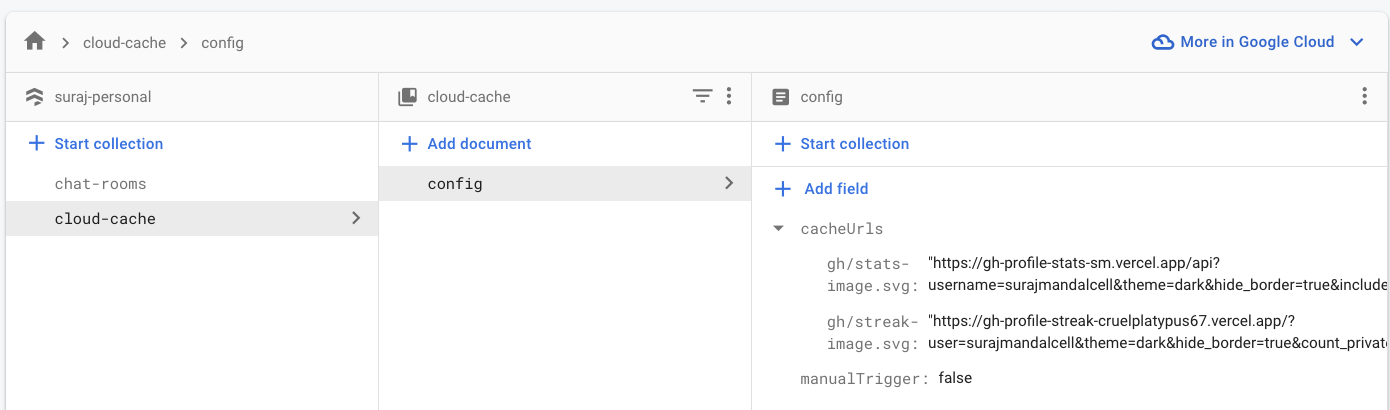 cloud-cache > config
More in Google Cloud
suraj-personal
cloud-cache
config
+ Start collection
+ Add document
+ Start collection
chat-rooms
config
+ Add field
cloud-cache
cacheUrls
gh/stats- "https://gh-profile-stats-sm.vercel.app/api?
image.svg: username=surajmandalcell&theme=dark&hide_border=true&include
gh/streak- "https://gh-profile-streak-cruelplatypus67.vercel.app/?
image.svg: user=surajmandalcell&theme=dark&hide_border=true&count_privat
manualTrigger: false